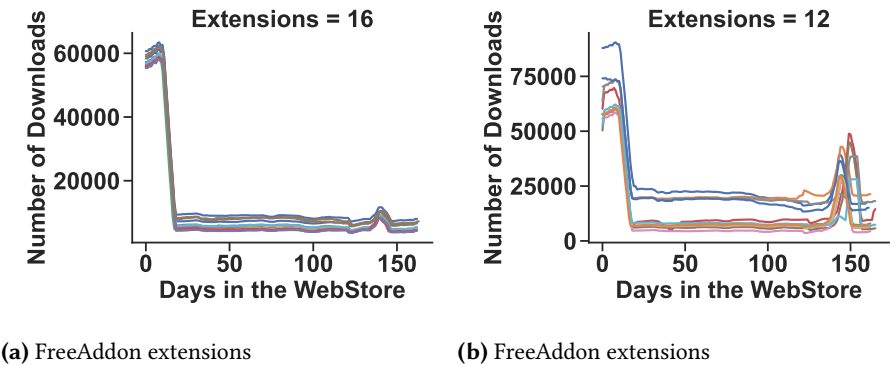 Extensions = 16
Number of Downloads
60000
40000
20000
0 50 100 150
Days in the WebStore
(a) FreeAddon extensions
Extensions = 12
Number of Downloads
75000
50000
25000
0
0 50 100 150
Days in the WebStore
(b) FreeAddon extensions